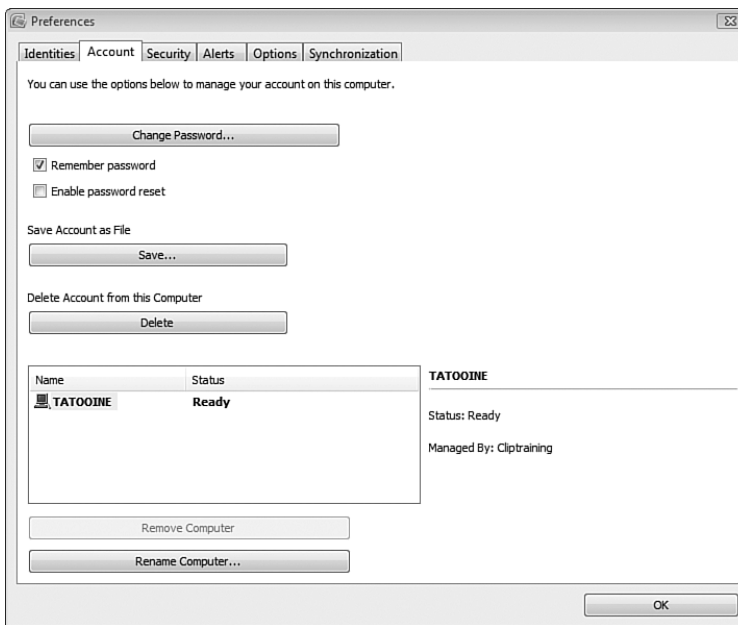 Preferences
Identities Account Security Alerts Options Synchronization
You can use the options below to manage your account on this computer.
Change Password...
Remember password
Enable password reset
Save Account as File
Save...
Delete Account from this Computer
Delete
Name Status
TATOOINE Ready
TATOOINE
Status: Ready
Managed By: Cliptraining
Remove Computer
Rename Computer...
OK